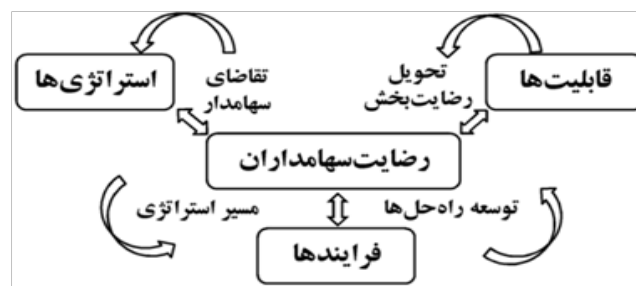 قابلیت‌ها
تحویل
رضایت‌بخش
تقاضای
سهامدار
استراتژی‌ها
رضایت‌سهامداران
توسعه راه‌حل‌ها
مسیر استراتژی
فرایندها